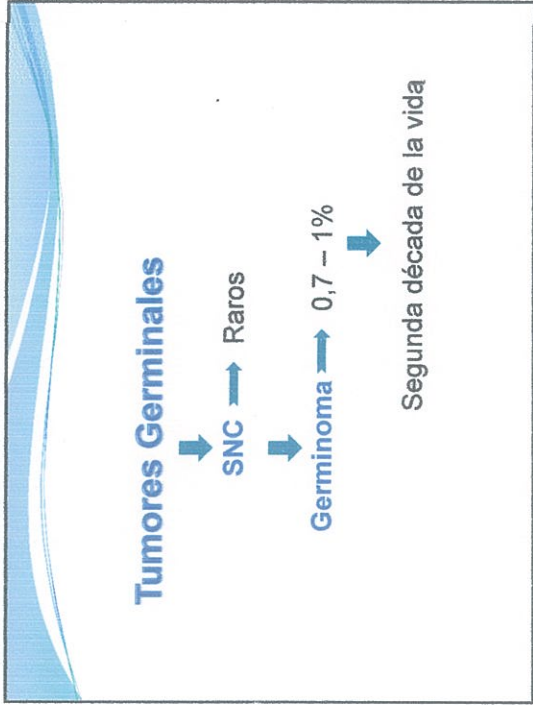 Tumores Germinales
SNC → Raros
Germinoma → 0,7 – 1%
Segunda década de la vida